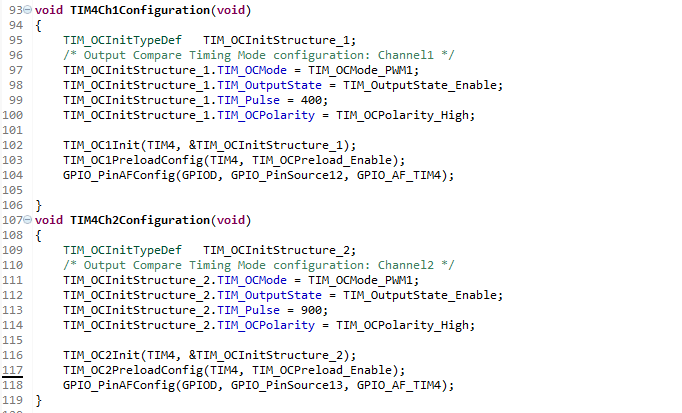 93 void TIM4Ch1Configuration(void)
94 {
95     TIM_OCInitTypeDef   TIM_OCInitStructure_1;
96     /* Output Compare Timing Mode configuration: Channel1 */
97     TIM_OCInitStructure_1.TIM_OCMode = TIM_OCMode_PWM1;
98     TIM_OCInitStructure_1.TIM_OutputState = TIM_OutputState_Enable;
99     TIM_OCInitStructure_1.TIM_Pulse = 400;
100     TIM_OCInitStructure_1.TIM_OCPolarity = TIM_OCPolarity_High;
101
102     TIM_OC1Init(TIM4, &TIM_OCInitStructure_1);
103     TIM_OC1PreloadConfig(TIM4, TIM_OCPreload_Enable);
104     GPIO_PinAFConfig(GPIOD, GPIO_PinSource12, GPIO_AF_TIM4);
105
106 }
107 void TIM4Ch2Configuration(void)
108 {
109     TIM_OCInitTypeDef   TIM_OCInitStructure_2;
110     /* Output Compare Timing Mode configuration: Channel2 */
111     TIM_OCInitStructure_2.TIM_OCMode = TIM_OCMode_PWM1;
112     TIM_OCInitStructure_2.TIM_OutputState = TIM_OutputState_Enable;
113     TIM_OCInitStructure_2.TIM_Pulse = 900;
114     TIM_OCInitStructure_2.TIM_OCPolarity = TIM_OCPolarity_High;
115
116     TIM_OC2Init(TIM4, &TIM_OCInitStructure_2);
117     TIM_OC2PreloadConfig(TIM4, TIM_OCPreload_Enable);
118     GPIO_PinAFConfig(GPIOD, GPIO_PinSource13, GPIO_AF_TIM4);
119 }